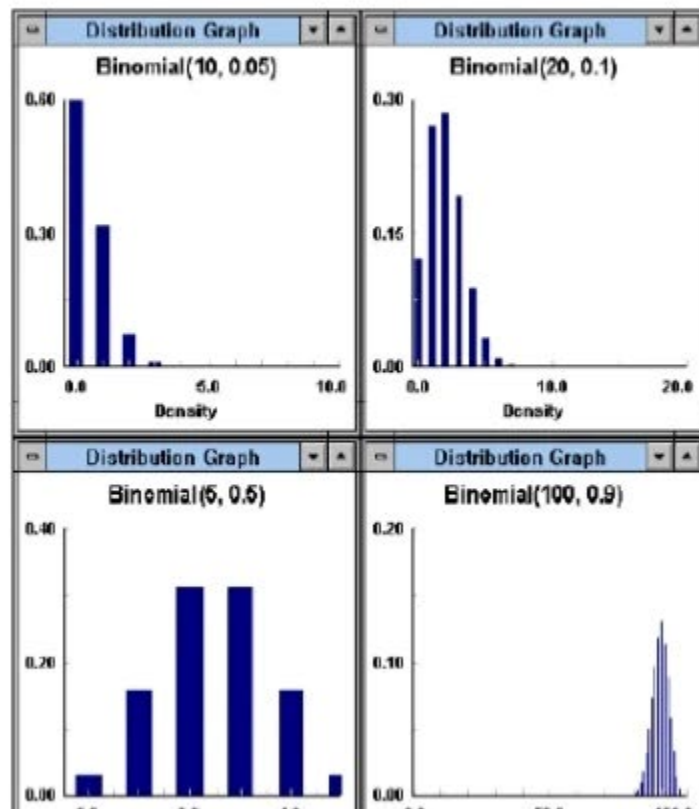 Distribution Graph
Binomial(10, 0.05)
0.60
0.30
0.00
0.0 5.0 10.0
Density
Distribution Graph
Binomial(20, 0.1)
0.30
0.15
0.00
0.0 10.0 20.0
Density
Distribution Graph
Binomial(5, 0.5)
0.40
0.20
0.00
Distribution Graph
Binomial(100, 0.9)
0.20
0.10
0.00